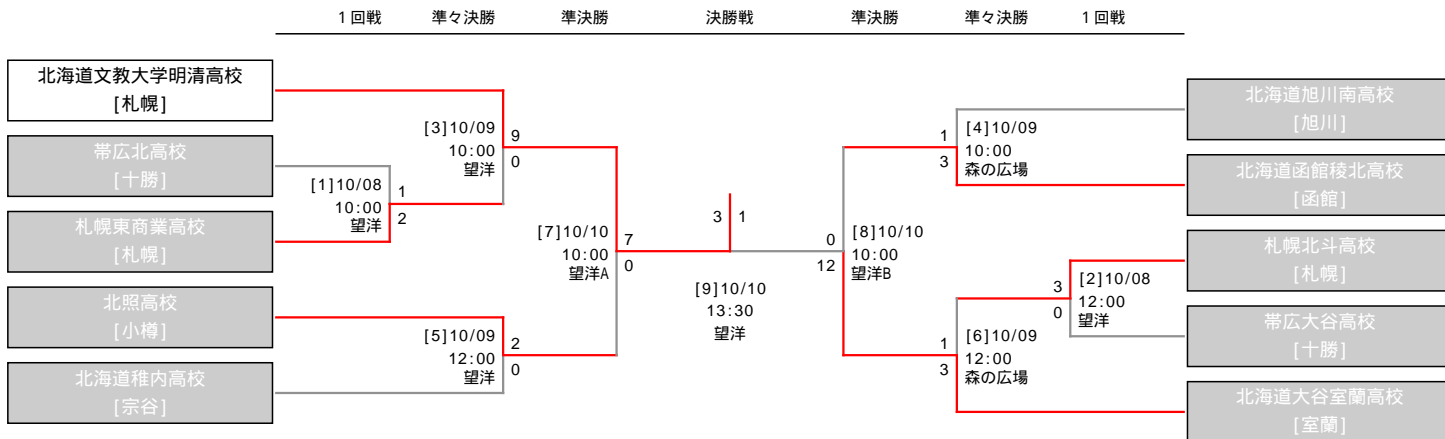 1回戦 準々決勝 準決勝 決勝戦 準決勝 準々決勝 1回戦
北海道文教大学明清高校
[札幌]
帯広北高校
[十勝]
札幌東商業高校
[札幌]
北照高校
[小樽]
北海道稚内高校
[宗谷]
[1]10/08
10:00
望洋
1
2
[3]10/09
10:00
望洋
9
0
[5]10/09
12:00
望洋
2
0
[7]10/10
10:00
望洋A
7
0
3 1
[9]10/10
13:30
望洋
0
12
[8]10/10
10:00
望洋B
1
3
[4]10/09
10:00
森の広場
1
3
[6]10/09
12:00
森の広場
3
0
[2]10/08
12:00
望洋
北海道旭川南高校
[旭川]
北海道函館稜北高校
[函館]
札幌北斗高校
[札幌]
帯広大谷高校
[十勝]
北海道大谷室蘭高校
[室蘭]